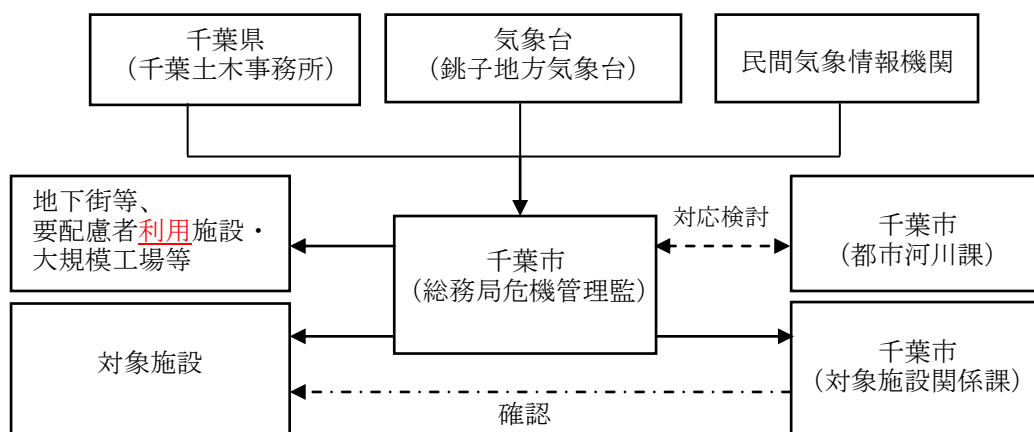 千葉県
（千葉土木事務所）
気象台
（銚子地方気象台）
民間気象情報機関
地下街等、
要配慮者利用施設・
大規模工場等
千葉市
（総務局危機管理監）
対応検討
千葉市
（都市河川課）
対象施設
千葉市
（対象施設関係課）
確認